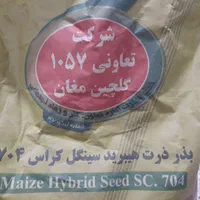 شرکت
تعاونی ۱۰۵۷
گلچین مغان
بذر ذرت هیبرید سینگل کراس ۷۰۴
Maize Hybrid Seed SC. 704